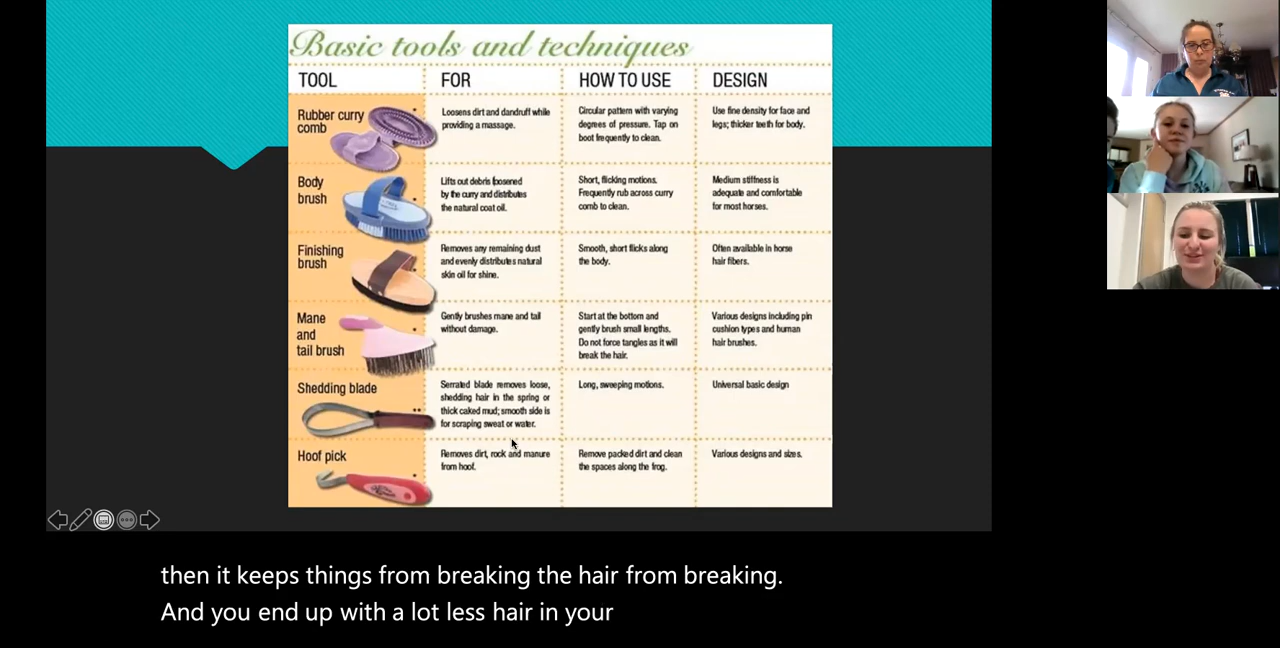 Basic tools and techniques
TOOL FOR HOW TO USE DESIGN
Rubber curry
comb
Loosens dirt and dandruff while
providing a massage.
Circular pattern with varying
degrees of pressure. Tap on
boot frequently to clean.
Use fine density for face and
legs; thicker teeth for body.
Body
brush
Lifts out debris loosened
by the curry and distributes
the natural coat oil.
Short, flicking motions.
Frequently rub across curry
comb to clean.
Medium stiffness is
adequate and comfortable
for most horses.
Finishing
brush
Removes any remaining dust
and evenly distributes natural
skin oil for shine.
Smooth, short flicks along
the body.
Often available in horse
hair fibers.
Mane
and
tail brush
Gently brushes mane and tail
without damage.
Start at the bottom and
gently brush small lengths.
Do not force tangles as it will
break the hair.
Various designs including pin
cushion types and human
hair brushes.
Shedding blade
Serrated blade removes loose,
shedding hair in the spring or
thick caked mud; smooth side is
for scraping sweat or water.
Long, sweeping motions.
Universal basic design
Hoof pick
Removes dirt, rock and manure
from hoof.
Remove packed dirt and clean
the spaces along the frog.
Various designs and sizes.
then it keeps things from breaking the hair from breaking.
And you end up with a lot less hair in your